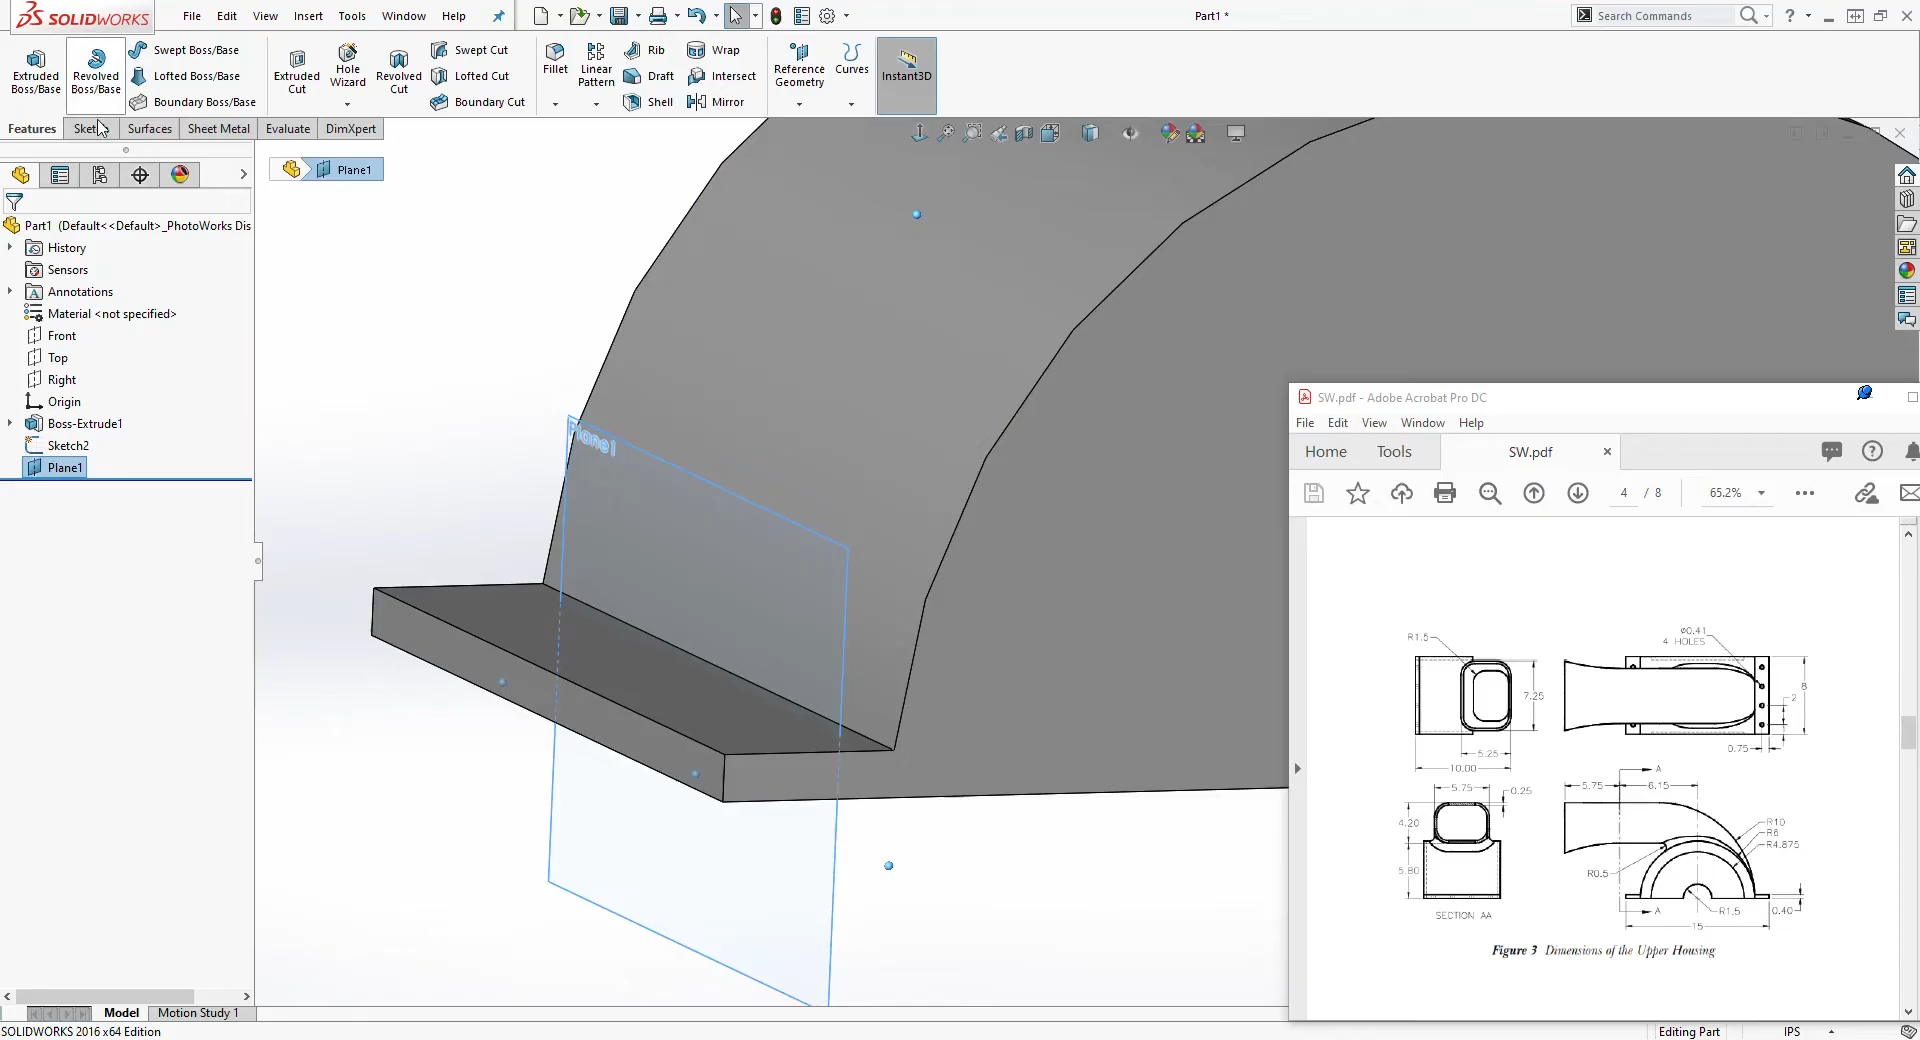 SOLIDWORKS
File Edit View Insert Tools Window Help
Part1 *
Search Commands
Extruded Boss/Base
Revolved Boss/Base
Swept Boss/Base
Lofted Boss/Base
Boundary Boss/Base
Extruded Cut
Hole Wizard
Revolved Cut
Swept Cut
Lofted Cut
Boundary Cut
Fillet
Linear Pattern
Rib
Draft
Shell
Wrap
Intersect
Mirror
Reference Geometry
Curves
Instant3D
Features Sketch Surfaces Sheet Metal Evaluate DimXpert
Plane1
Part1 (Default<<Default>_PhotoWorks Dis
History
Sensors
Annotations
Material <not specified>
Front
Top
Right
Origin
Boss-Extrude1
Sketch2
Plane1
Plane1
SW.pdf - Adobe Acrobat Pro DC
File Edit View Window Help
Home Tools SW.pdf
4 / 8 65.2%
R1.5
ø0.41
4 HOLES
7.25
8
2
5.25
0.75
10.00
A
5.75
0.25
5.75
6.15
4.20
R10
R6
R4.875
5.80
R0.5
A
R1.5
0.40
SECTION AA
15
Figure 3 Dimensions of the Upper Housing
Model Motion Study 1
SOLIDWORKS 2016 x64 Edition
Editing Part IPS